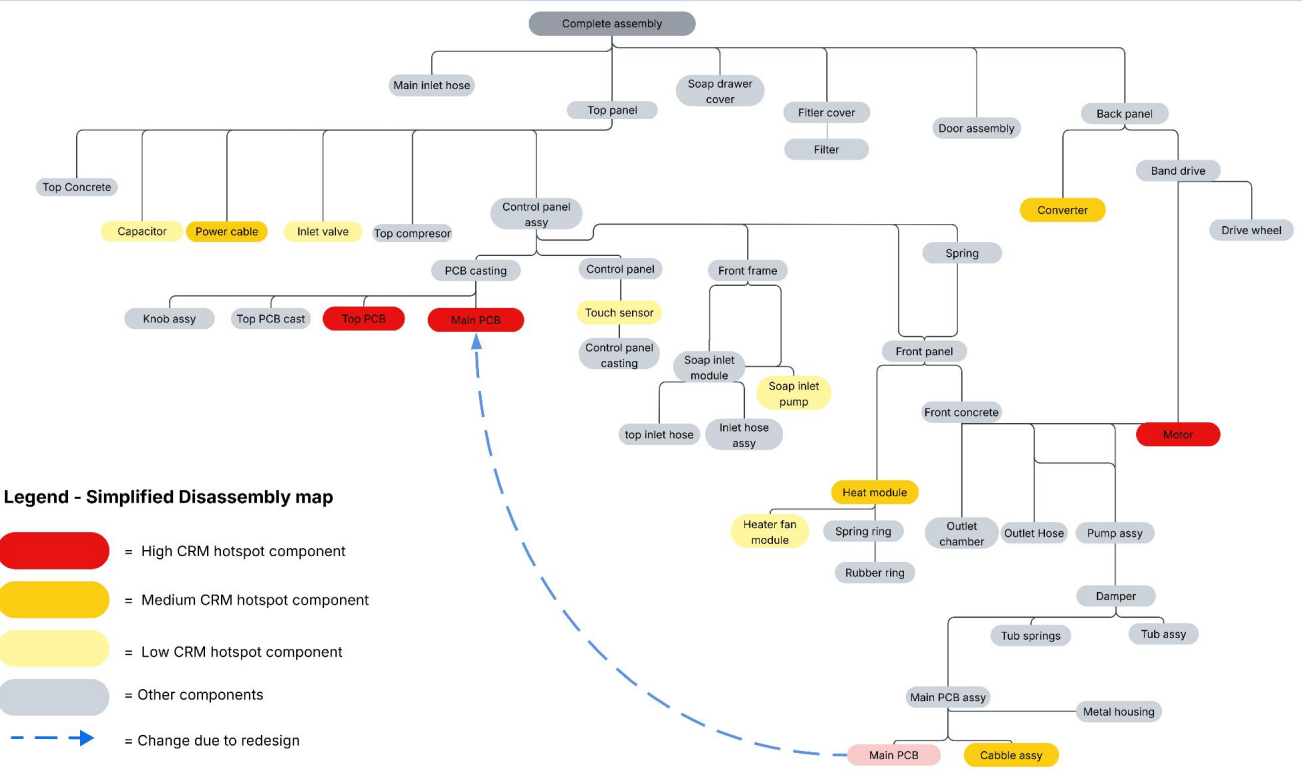 Complete assembly
Main inlet hose
Soap drawer
cover
Top panel
Fitler cover
Back panel
Door assembly
Filter
Band drive
Top Concrete
Control panel
assy
Converter
Capacitor
Power cable
Inlet valve
Top compresor
Drive wheel
Spring
PCB casting
Control panel
Front frame
Knob assy
Top PCB cast
Top PCB
Main PCB
Touch sensor
Control panel
casting
Front panel
Soap inlet
module
Soap inlet
pump
Front concrete
top inlet hose
Inlet hose
assy
Motor
Legend - Simplified Disassembly map
= High CRM hotspot component
= Medium CRM hotspot component
= Low CRM hotspot component
= Other components
= Change due to redesign
Heat module
Heater fan
module
Spring ring
Outlet
chamber
Outlet Hose
Pump assy
Rubber ring
Damper
Tub springs
Tub assy
Main PCB assy
Metal housing
Main PCB
Cabble assy